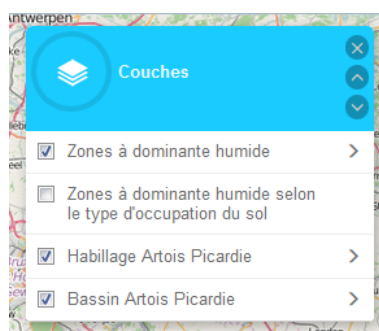 Antwerpen
Couches
Zones à dominante humide
Zones à dominante humide selon
le type d'occupation du sol
Habillage Artois Picardie
Bassin Artois Picardie